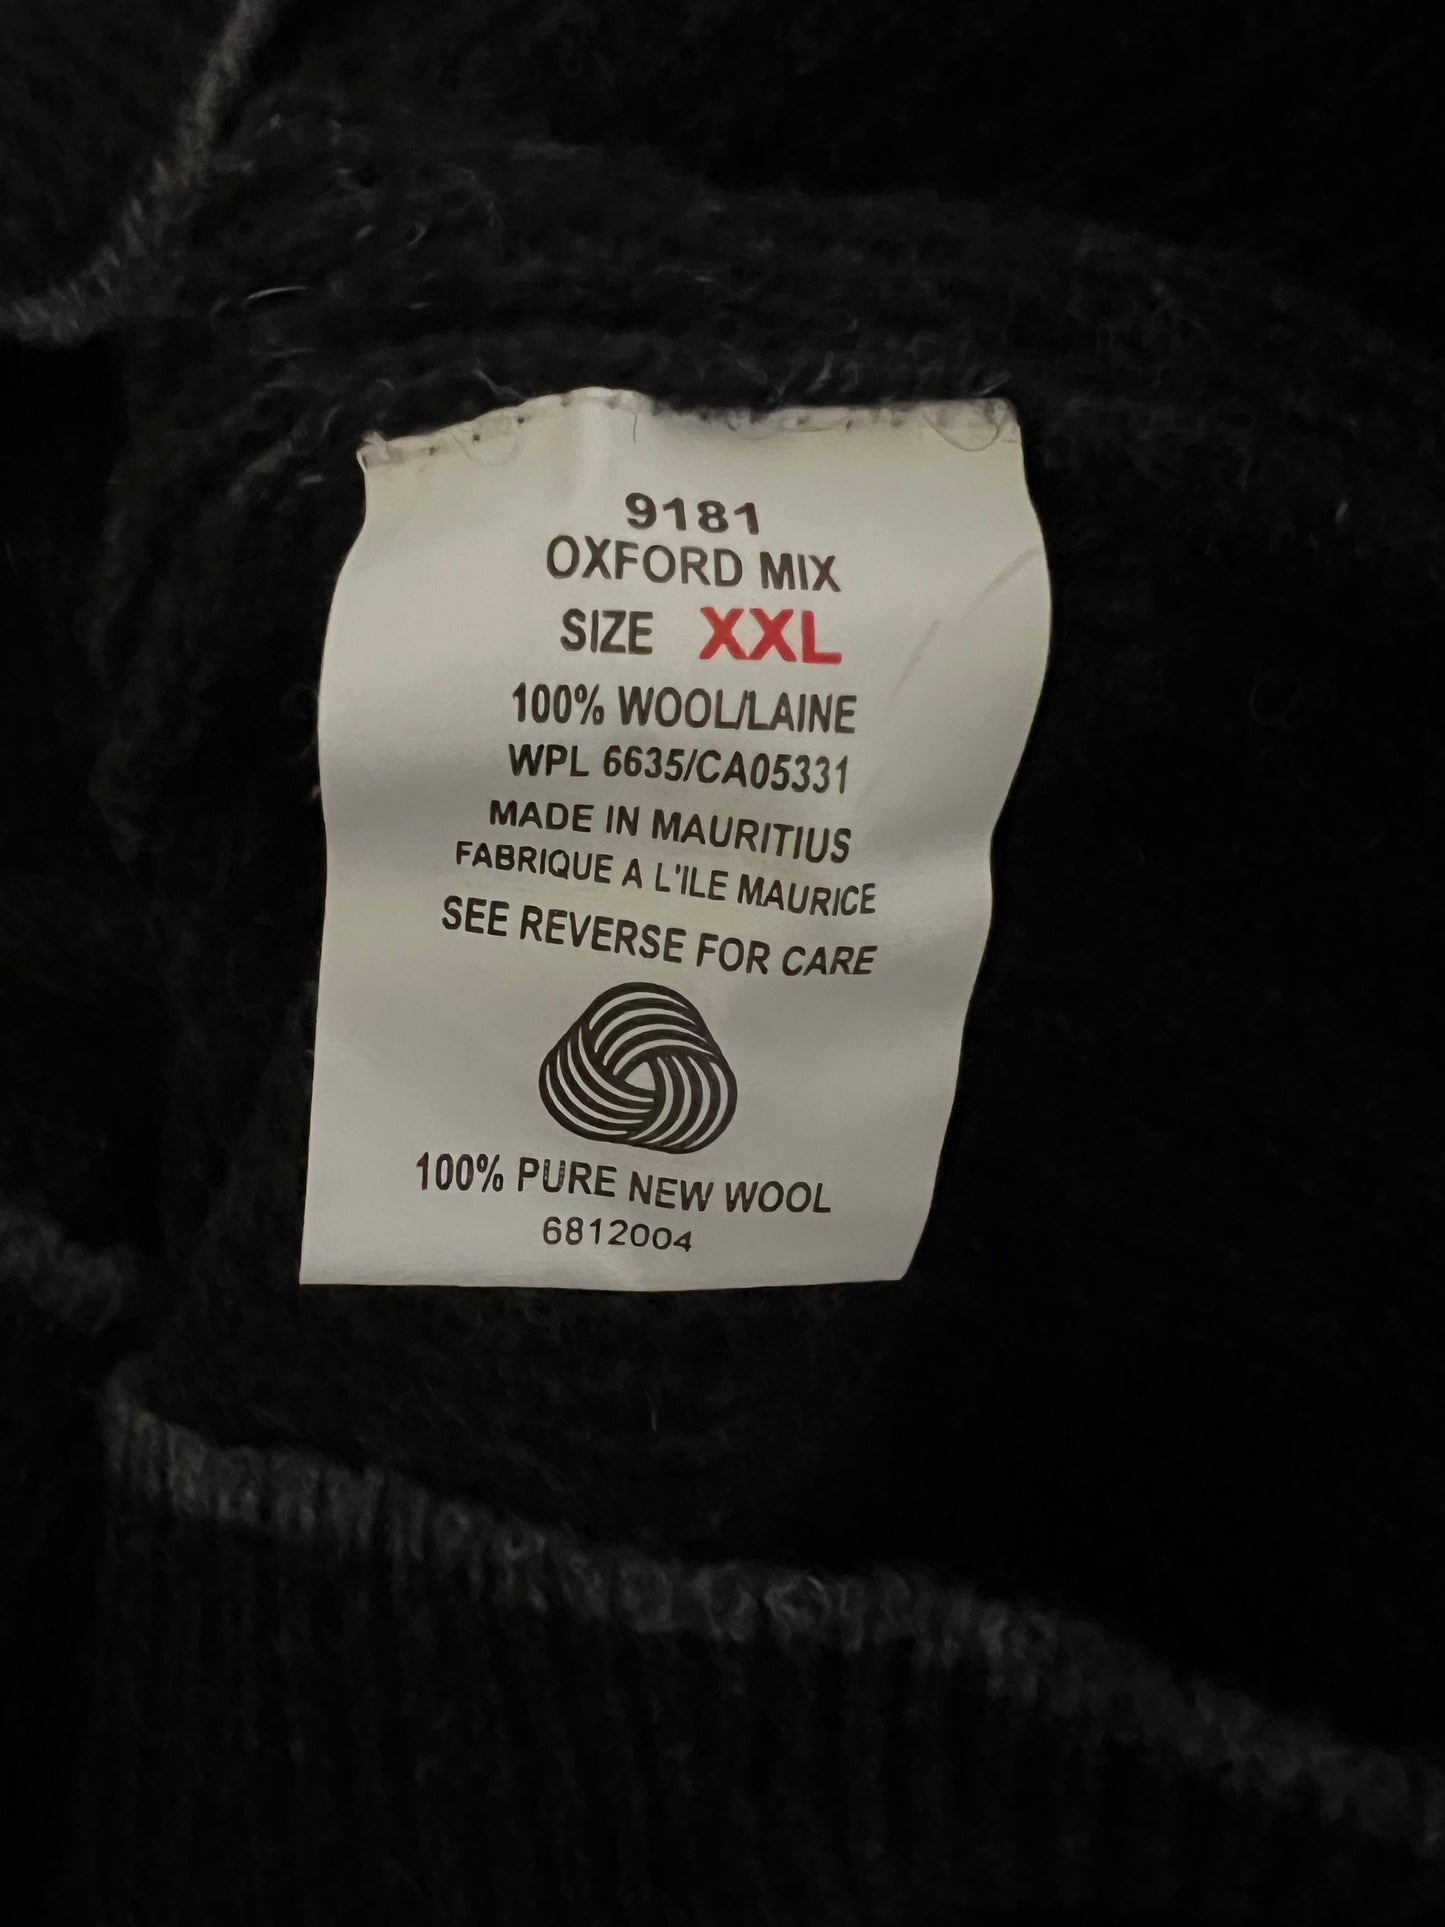 9181
OXFORD MIX
SIZE XXL
100% WOOL/LAINE
WPL 6635/CA05331
MADE IN MAURITIUS
FABRIQUE A L'ILE MAURICE
SEE REVERSE FOR CARE
100% PURE NEW WOOL
6812004